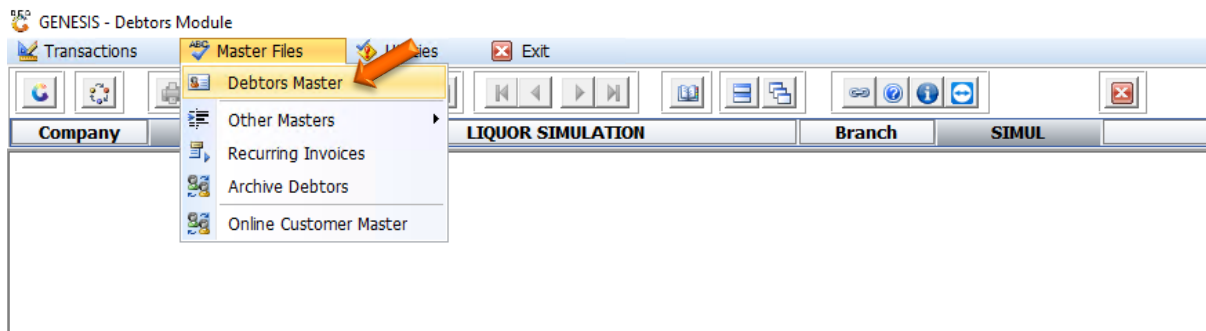 GENESIS - Debtors Module
Transactions Master Files Utilities Exit
Debtors Master
Company LIQUOR SIMULATION Branch SIMUL
Other Masters
Recurring Invoices
Archive Debtors
Online Customer Master